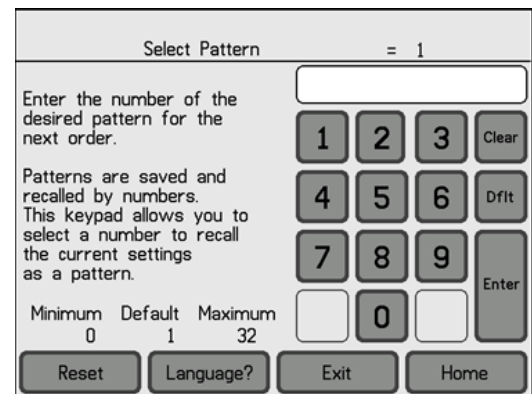 Select Pattern = 1
Enter the number of the
desired pattern for the
next order.
Patterns are saved and
recalled by numbers.
This keypad allows you to
select a number to recall
the current settings
as a pattern.
Minimum Default Maximum
0 1 32
1 2 3 Clear
4 5 6 Dflt
7 8 9
Enter
0
Reset Language? Exit Home